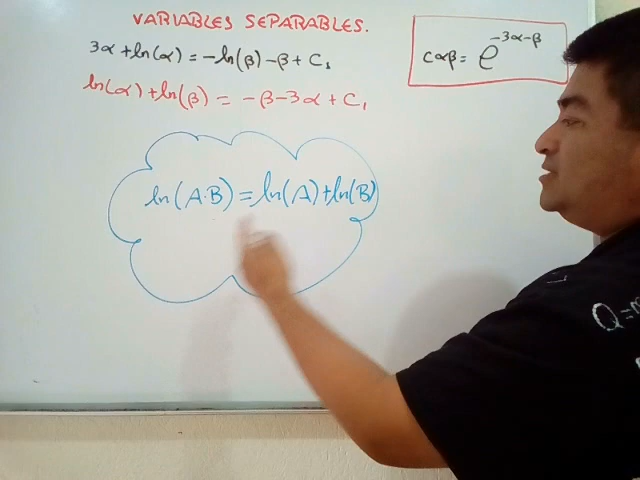 VARIABLES SEPARABLES.
3α + ln(α) = -ln(β) - β + C₁
cαβ = e^(-3α-β)
ln(α) + ln(β) = -β - 3α + C₁
ln(A·B) = ln(A) + ln(B)